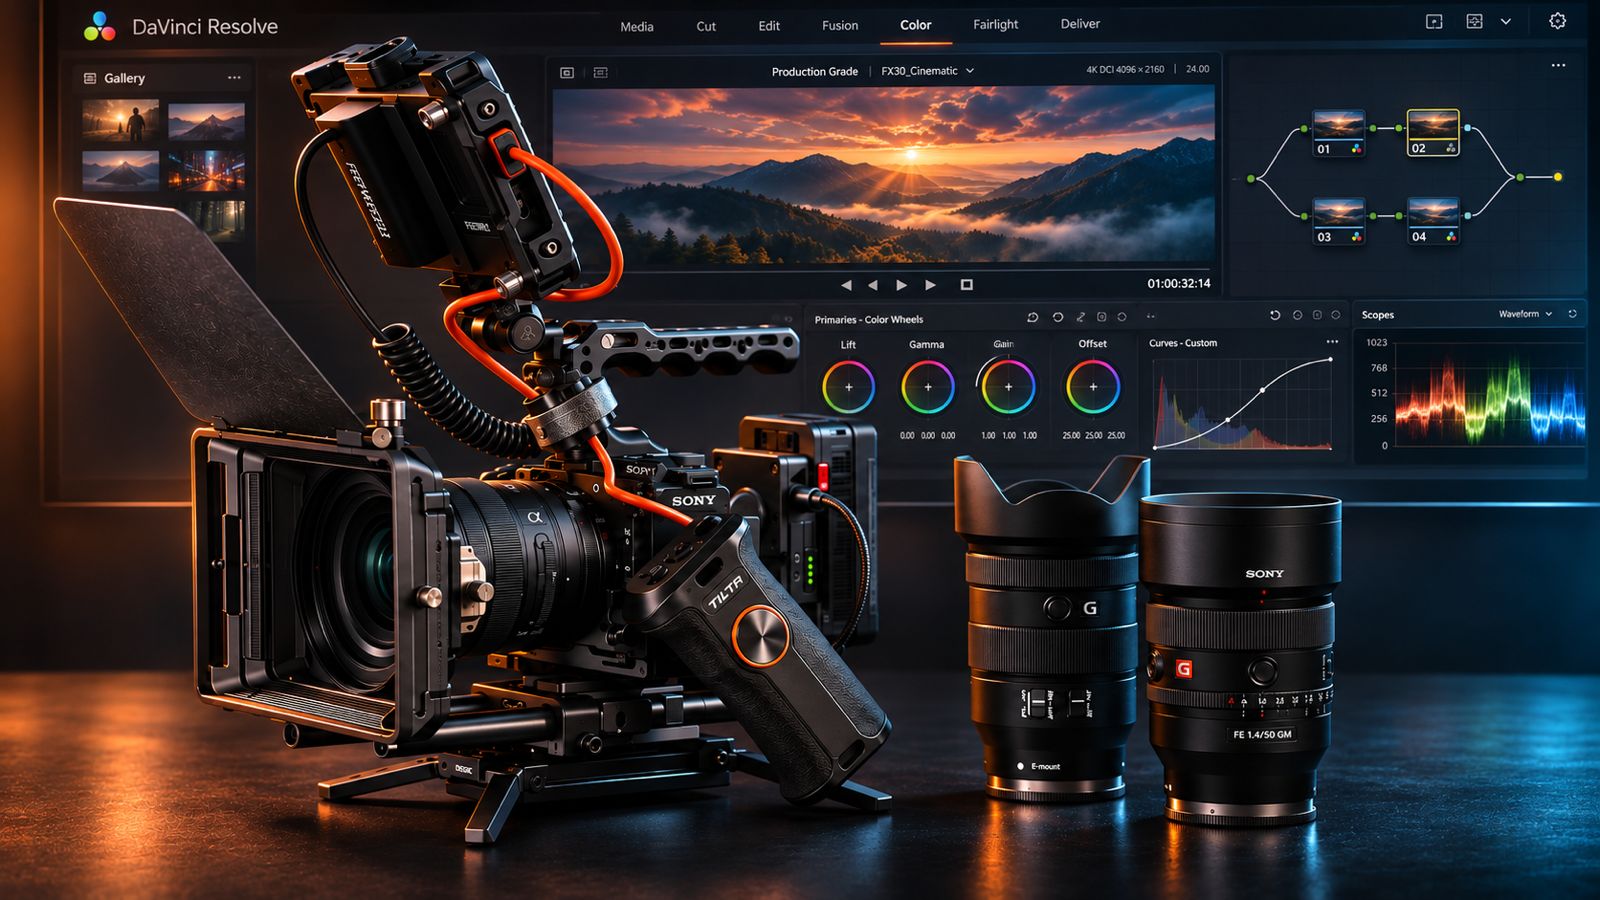 DaVinci Resolve
Media Cut Edit Fusion Color Fairlight Deliver
Gallery
Production Grade | FX30_Cinematic
4K DCI 4096 × 2160 | 24.00
01
02
03
04
01:00:32:14
Primaries - Color Wheels
Lift Gamma Gain Offset
0.00 0.00 0.00 1.00 1.00 1.00 25.00 25.00 25.00
Curves - Custom
Scopes
Waveform
1023
768
512
256
0
SONY
SONY
α
TILTA
G
E-mount
SONY
G
FE 1.4/50 GM